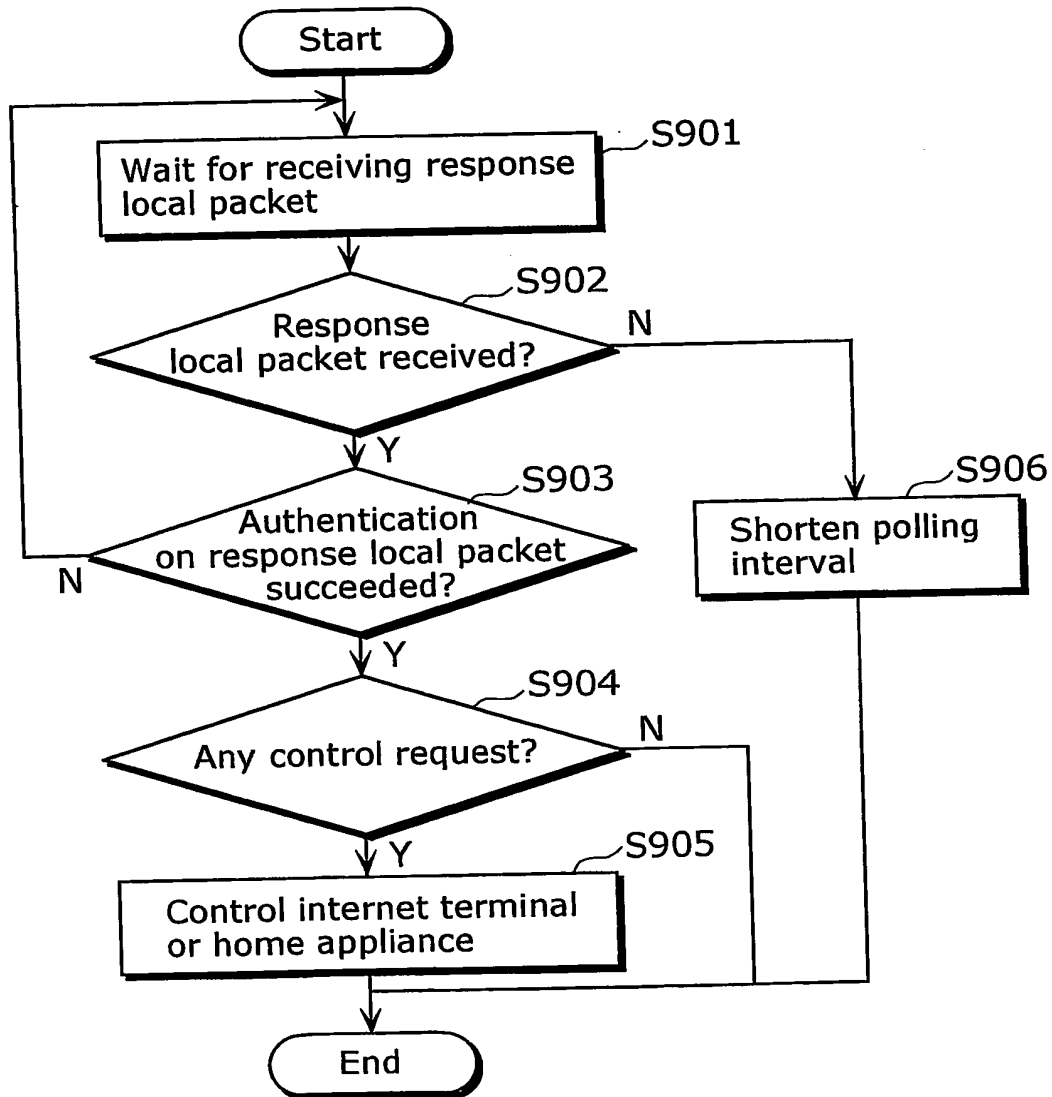 Start
S901
Wait for receiving response
local packet
S902
Response
local packet received?
N
Y
S903
Authentication
on response local packet
succeeded?
N
S906
Shorten polling
interval
Y
S904
Any control request?
N
Y
S905
Control internet terminal
or home appliance
End